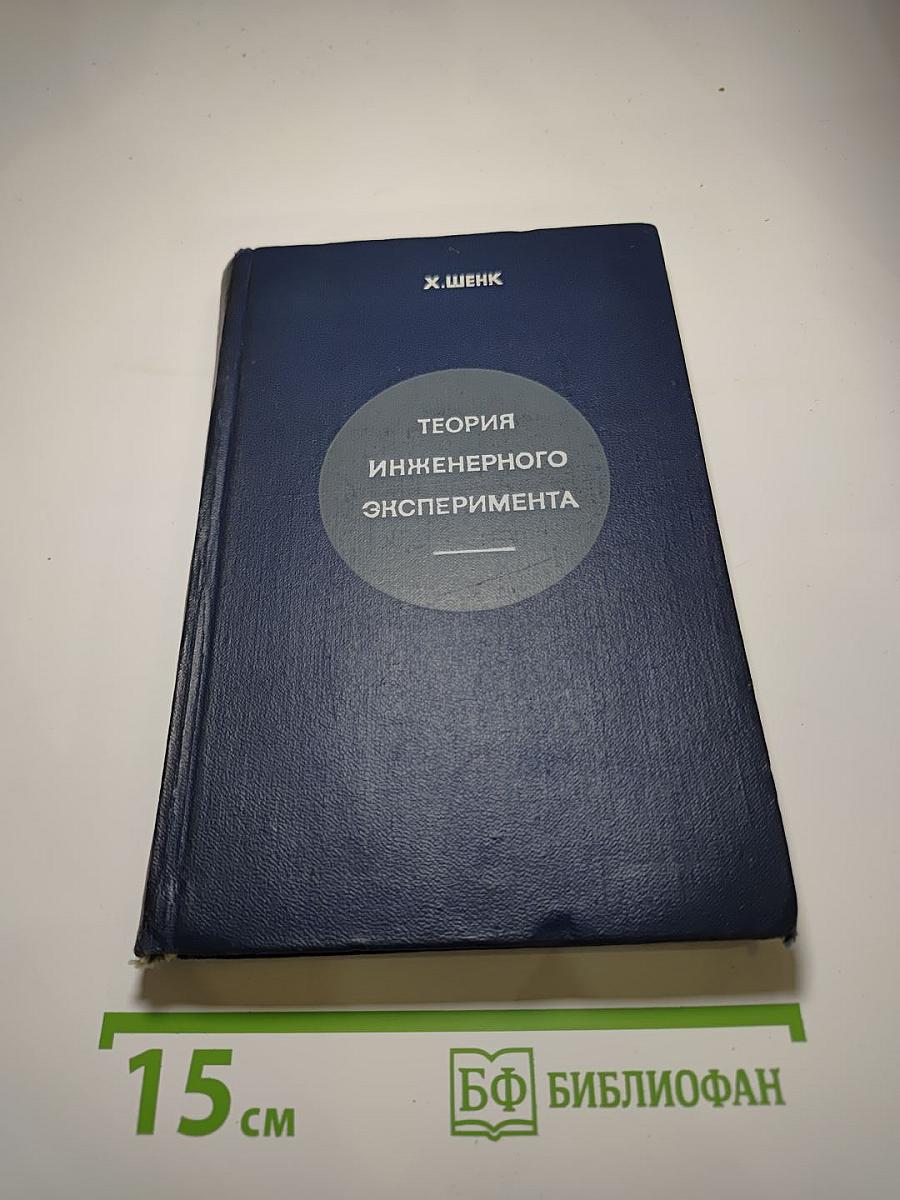 Х.ШЕНК
ТЕОРИЯ
ИНЖЕНЕРНОГО
ЭКСПЕРИМЕНТА
15 см
БФ БИБЛИОФАН